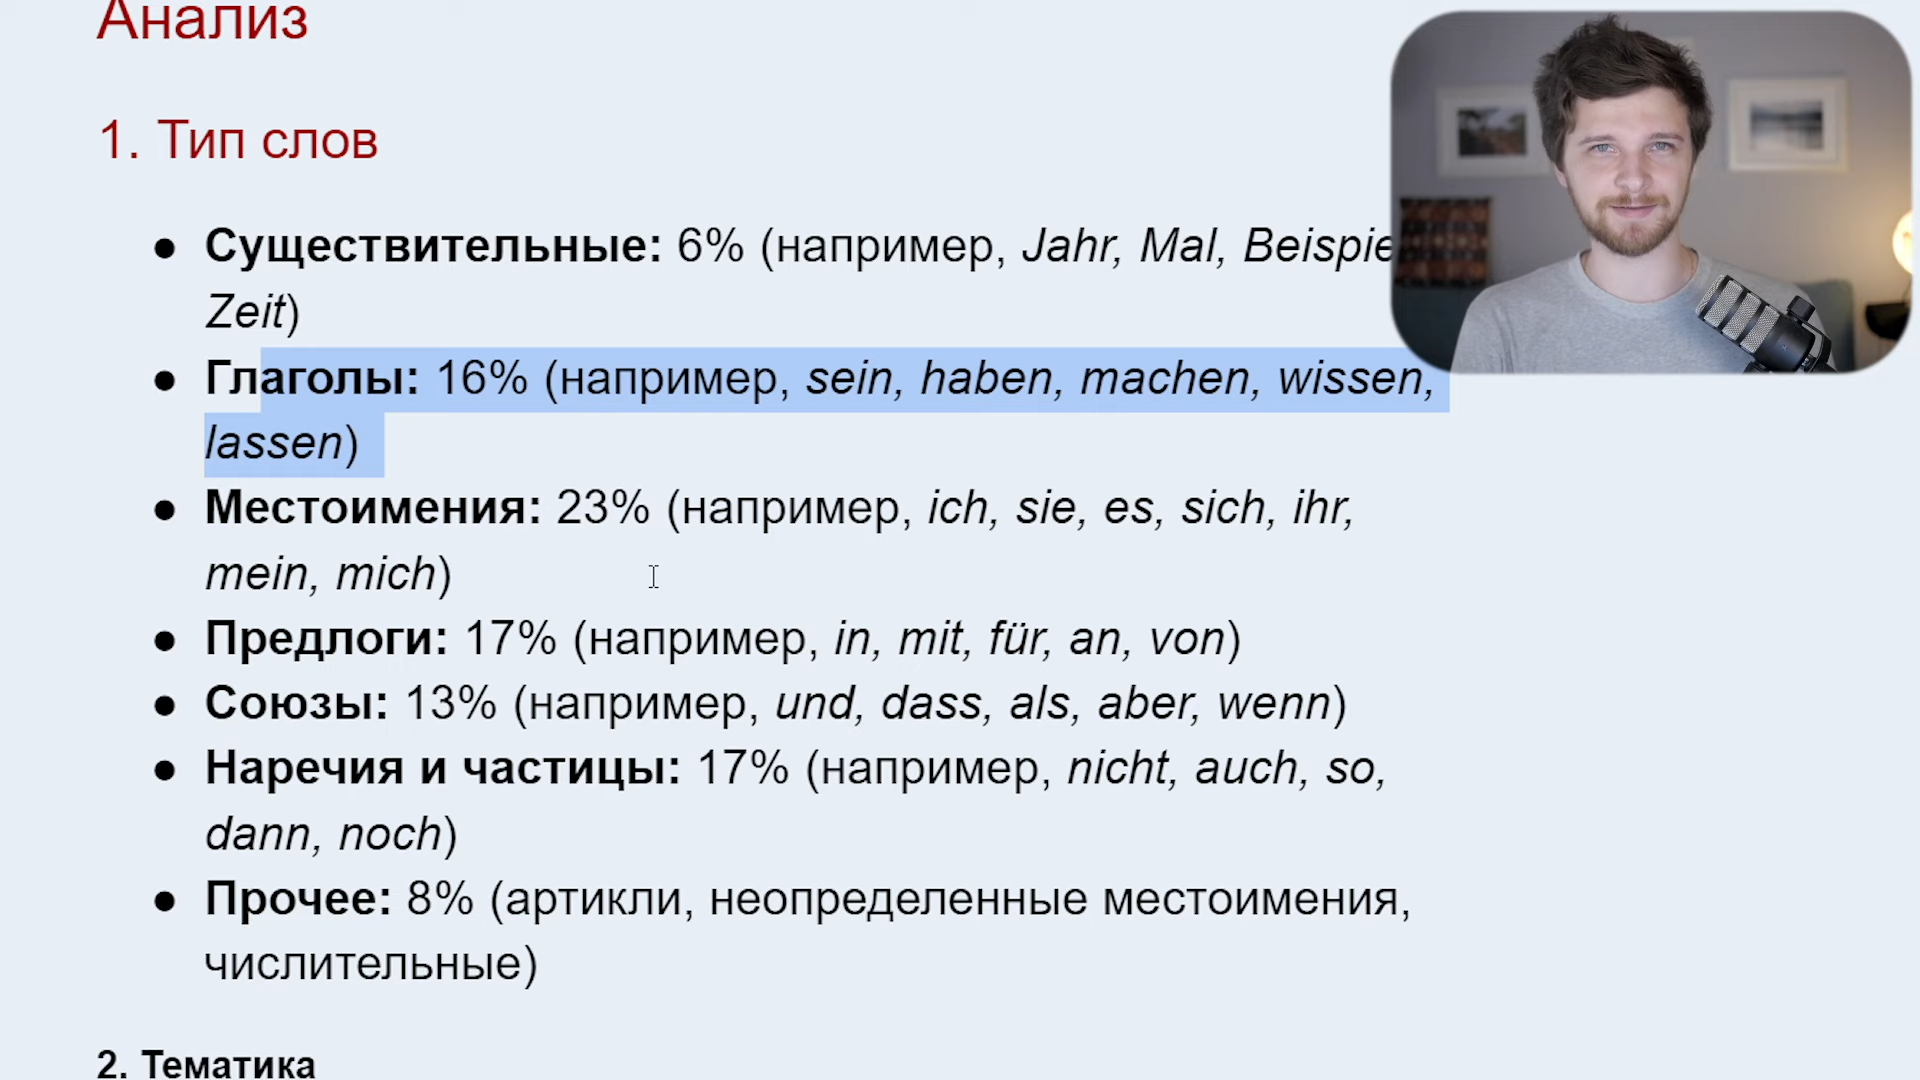 Анализ
1. Тип слов
● Существительные: 6% (например, Jahr, Mal,
Zeit)
● Глаголы: 16% (например, sein, haben, machen, wissen,
lassen)
● Местоимения: 23% (например, ich, sie, es, sich, ihr,
mein, mich)
● Предлоги: 17% (например, in, mit, für, an, von)
● Союзы: 13% (например, und, dass, als, aber, wenn)
● Наречия и частицы: 17% (например, nicht, auch, so,
dann, noch)
● Прочее: 8% (артикли, неопределенные местоимения,
числительные)
2. Тематика